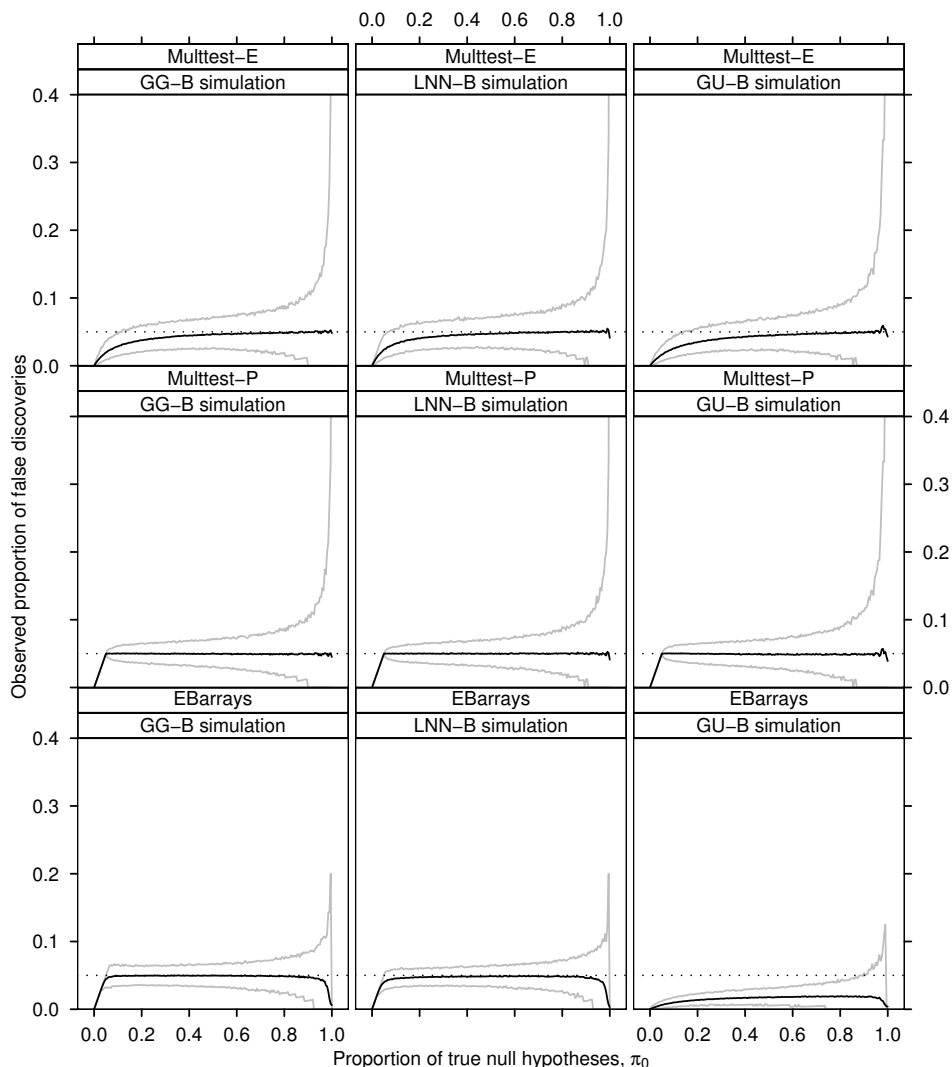 0.0 0.2 0.4 0.6 0.8 1.0
Multtest−E Multtest−E Multtest−E
GG−B simulation LNN−B simulation GU−B simulation
0.4
0.3
0.2
0.1
0.0
Multtest−P Multtest−P Multtest−P
GG−B simulation LNN−B simulation GU−B simulation
0.4
0.3
0.2
0.1
0.0
EBarrays EBarrays EBarrays
GG−B simulation LNN−B simulation GU−B simulation
0.4
0.3
0.2
0.1
0.0
0.0 0.2 0.4 0.6 0.8 1.0 0.0 0.2 0.4 0.6 0.8 1.0
Observed proportion of false discoveries
Proportion of true null hypotheses, π₀